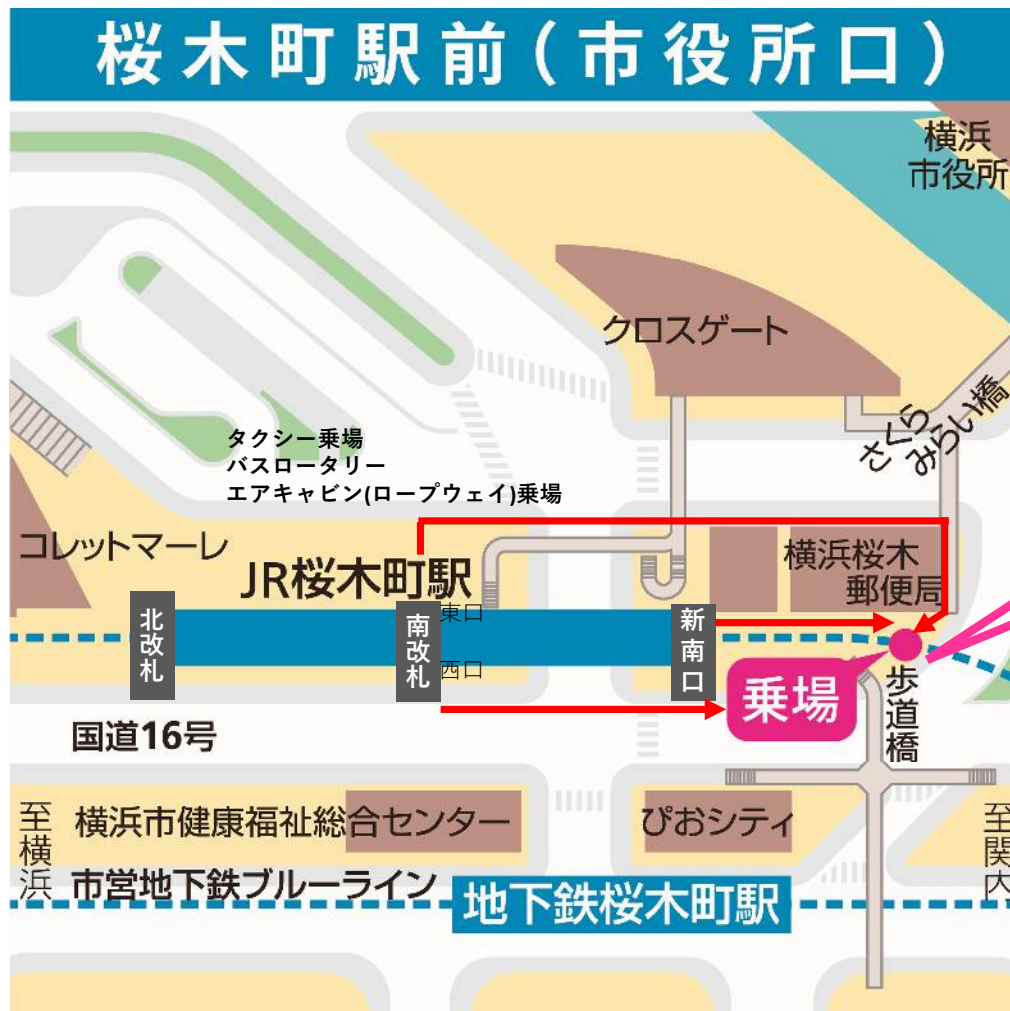 桜木町駅前(市役所口)
横浜
市役所
クロスゲート
さくら
みらい橋
タクシー乗場
バスロータリー
エアキャビン(ロープウェイ)乗場
コレットマーレ
JR桜木町駅
横浜桜木
郵便局
北改札
南改札
東口
西口
新南口
乗場
歩道橋
国道16号
至横浜
横浜市健康福祉総合センター
ぴおシティ
至関内
市営地下鉄ブルーライン
地下鉄桜木町駅